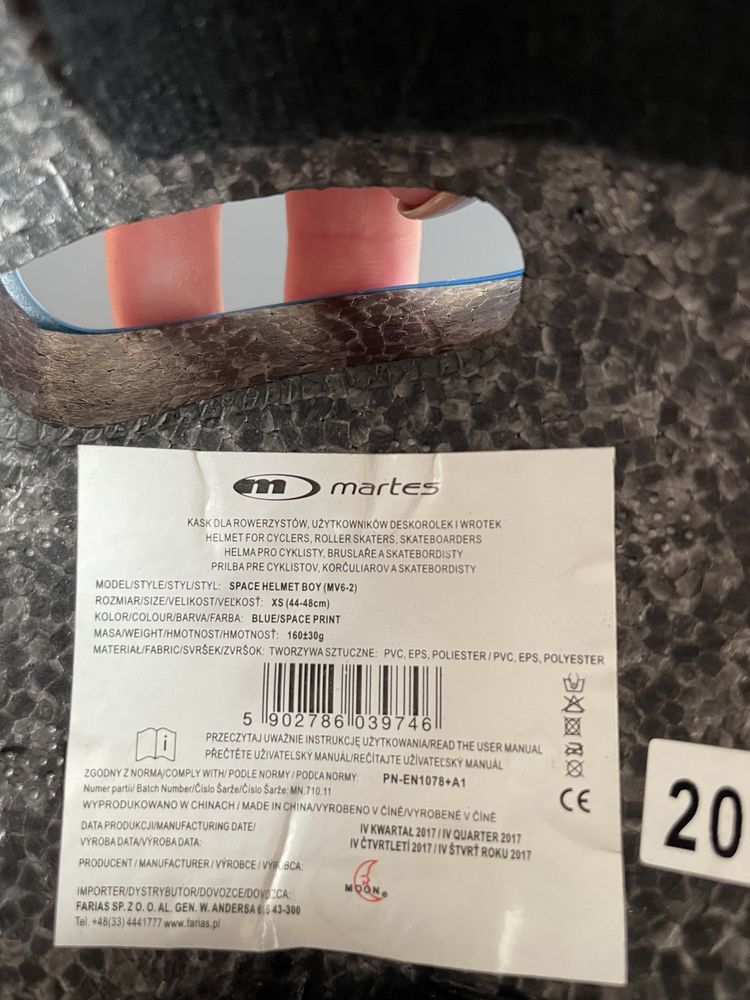 m martes
KASK DLA ROWERZYSTÓW, UŻYTKOWNIKÓW DESKOROLEK I WROTEK
HELMET FOR CYCLERS, ROLLER SKATERS, SKATEBOARDERS
HELMA PRO CYKLISTY, BRUSLAŘE A SKATEBORDISTY
PRILBA PRE CYKLISTOV, KORČULIAROV A SKATEBORDISTY
MODEL/STYLE/STYL/STYL: SPACE HELMET BOY (MV6-2)
ROZMIAR/SIZE/VELIKOST/VEĽKOSŤ: XS (44-48cm)
KOLOR/COLOUR/BARVA/FARBA: BLUE/SPACE PRINT
MASA/WEIGHT/HMOTNOST/HMOTNOSŤ: 160±30g
MATERIAŁ/FABRIC/SVRŠEK/ZVRŠOK: TWORZYWA SZTUCZNE: PVC, EPS, POLIESTER / PVC, EPS, POLYESTER
5 902786 039746
PRZECZYTAJ UWAŻNIE INSTRUKCJĘ UŻYTKOWANIA/READ THE USER MANUAL
PŘEČTĚTE UŽIVATELSKÝ MANUÁL/REČÍTAJTE UŽÍVATEĽSKÝ MANUÁL
ZGODNY Z NORMĄ/COMPLY WITH/ PODLE NORMY / PODĽA NORMY: PN-EN1078+A1
Numer partii/ Batch Number/Číslo Šarže/Číslo Šarže: MN.710.11
WYPRODUKOWANO W CHINACH / MADE IN CHINA/VYROBENO V ČÍNĚ/VYROBENÉ V ČÍNĚ
CE
DATA PRODUKCJI/MANUFACTURING DATE/ IV KWARTAŁ 2017 / IV QUARTER 2017
VÝROBA DATA/VÝROBA DATA: IV ČTVRTLETÍ 2017 / IV ŠTVRŤ ROKU 2017
20
PRODUCENT / MANUFACTURER / VÝROBCE / VÝROBCA:
MOON®
IMPORTER/DYSTRYBUTOR/DOVOZCE/DOVOZCA:
FARIAS SP. Z O. O. AL. GEN. W. ANDERSA 43-300
Tel. +48(33) 4441777 www.farias.pl